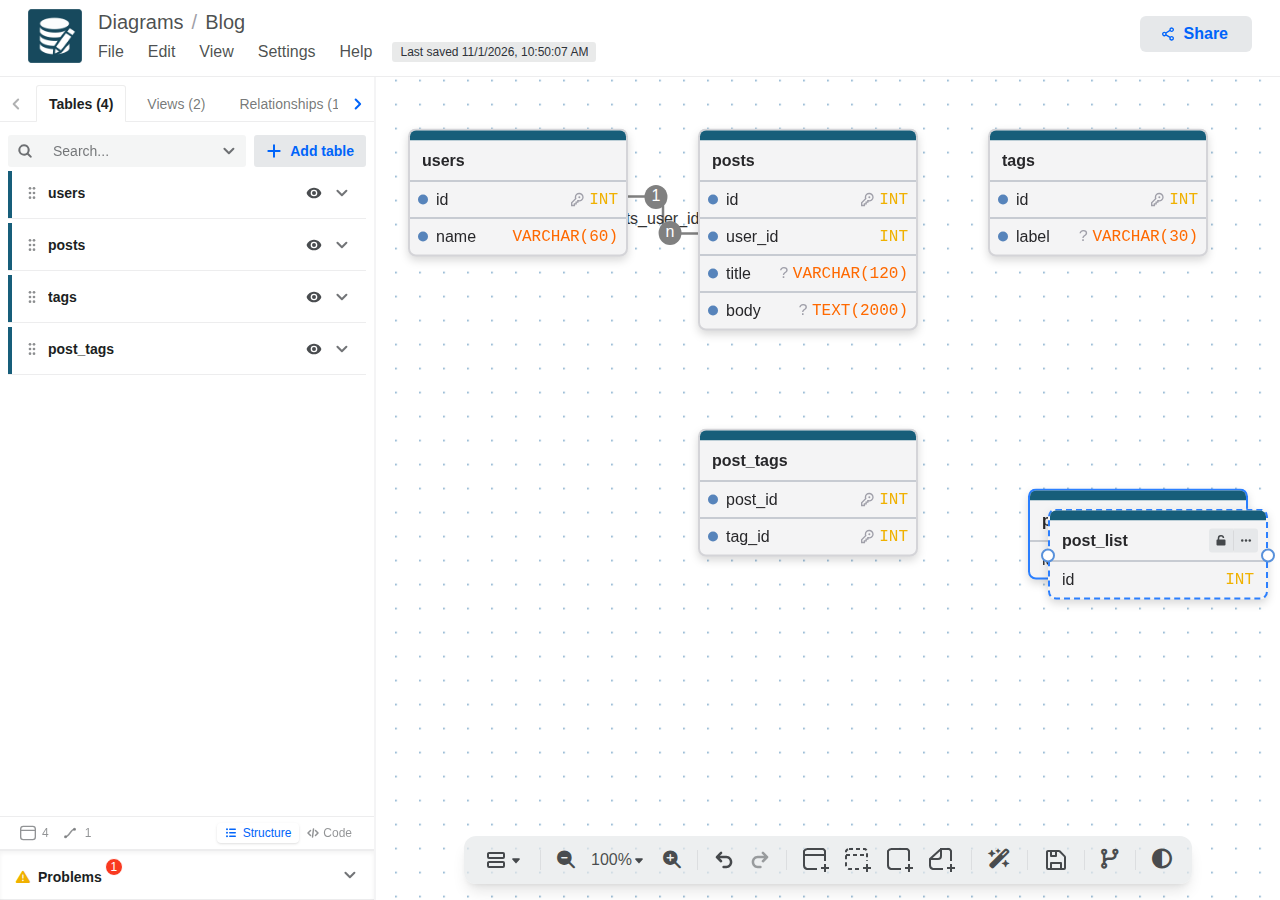 Diagrams / Blog
File Edit View Settings Help Last saved 11/1/2026, 10:50:07 AM
Share
Tables (4) Views (2) Relationships (1
Search... Add table
users
posts
tags
post_tags
4 1 Structure Code
Problems 1
users
id INT
name VARCHAR(60)
1
ts_user_id
n
posts
id INT
user_id INT
title ? VARCHAR(120)
body ? TEXT(2000)
tags
id INT
label ? VARCHAR(30)
post_tags
post_id INT
tag_id INT
post_list
id INT
100%